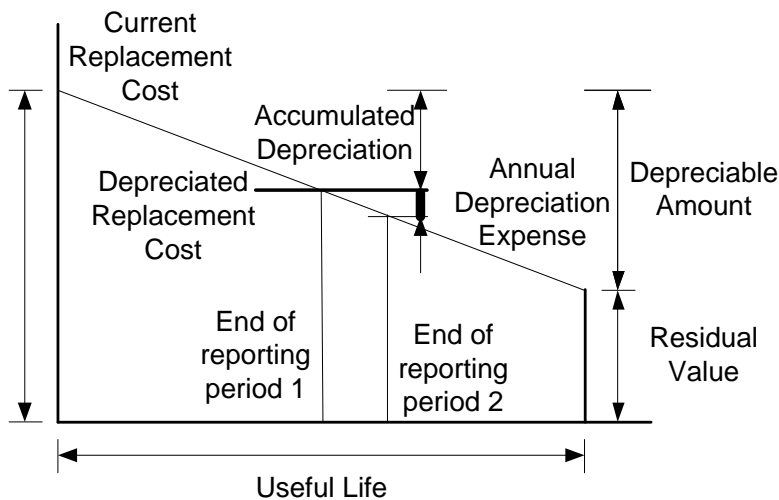 Current
Replacement
Cost
Accumulated
Depreciation
Depreciated
Replacement
Cost
Annual
Depreciation
Expense
Depreciable
Amount
End of
reporting
period 1
End of
reporting
period 2
Residual
Value
Useful Life